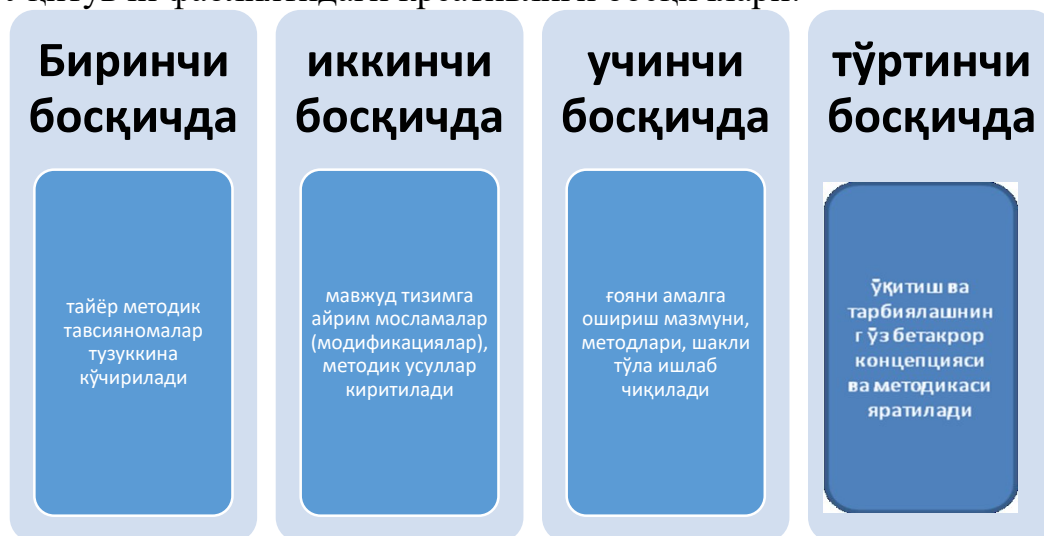 Биринчи
босқичда
тайёр методик
тавсияномалар
тузуккина
кўчирилади
иккинчи
босқичда
мавжуд тизимга
айрим мосламалар
(модификациялар),
методик усуллар
киритилади
учинчи
босқичда
ғояни амалга
ошириш мазмуни,
методлари, шакли
тўла ишлаб
чиқилади
тўртинчи
босқичда
ўқитиш ва
тарбиялашнин
г ўз бетакрор
концепцияси
ва методикаси
яратилади